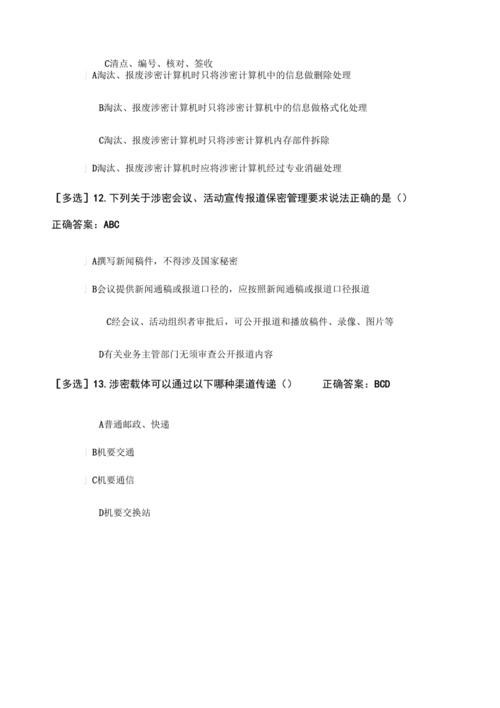 C清点、编号、核对、签收
A淘汰、报废涉密计算机时只将涉密计算机中的信息做删除处理
B淘汰、报废涉密计算机时只将涉密计算机中的信息做格式化处理
C淘汰、报废涉密计算机时只将涉密计算机内存部件拆除
D淘汰、报废涉密计算机时应将涉密计算机经过专业消磁处理
[多选]12.下列关于涉密会议、活动宣传报道保密管理要求说法正确的是()
正确答案:ABC
A撰写新闻稿件，不得涉及国家秘密
B会议提供新闻通稿或报道口径的，应按照新闻通稿或报道口径报道
C经会议、活动组织者审批后，可公开报道和播放稿件、录像、图片等
D有关业务主管部门无须审查公开报道内容
[多选]13.涉密载体可以通过以下哪种渠道传递() 正确答案:BCD
A普通邮政、快递
B机要交通
C机要通信
D机要交换站